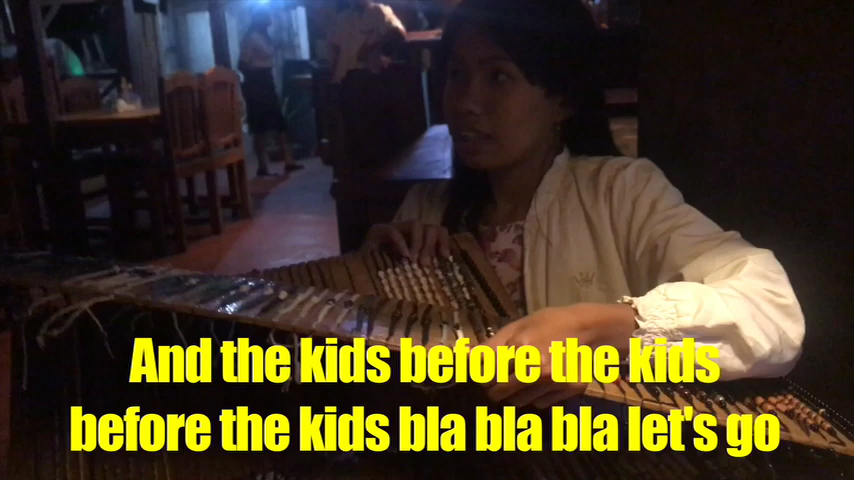 And the kids before the kids
before the kids bla bla bla let's go